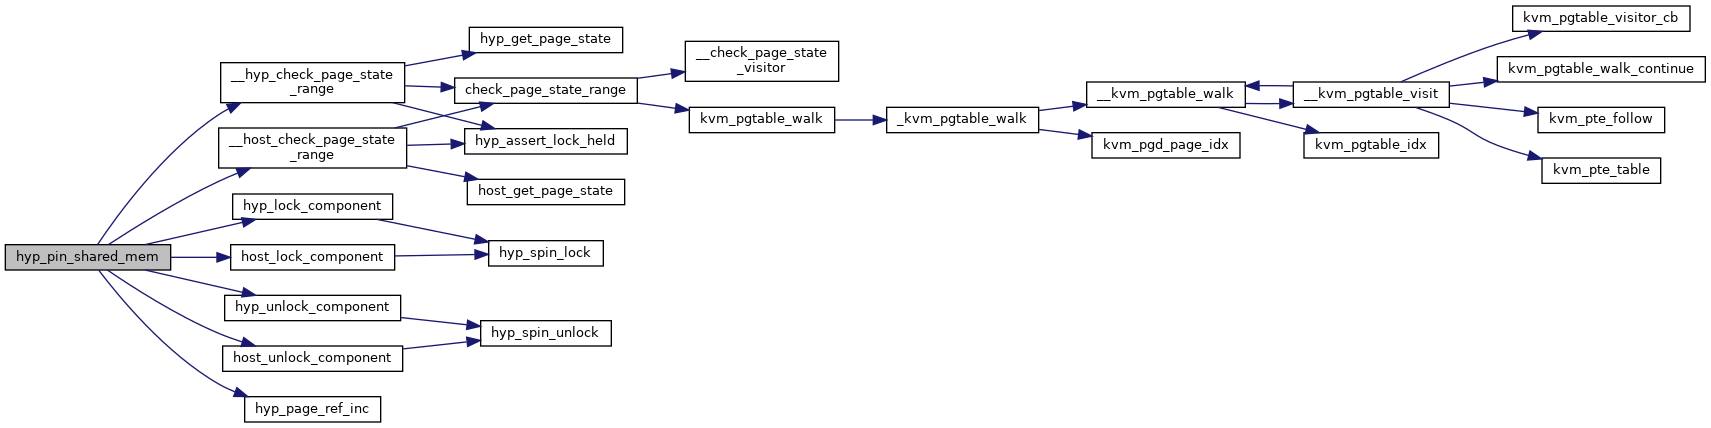 hyp_pin_shared_mem
__hyp_check_page_state
_range
__host_check_page_state
_range
hyp_lock_component
host_lock_component
hyp_unlock_component
host_unlock_component
hyp_page_ref_inc
hyp_get_page_state
check_page_state_range
hyp_assert_lock_held
host_get_page_state
hyp_spin_lock
hyp_spin_unlock
__check_page_state
_visitor
kvm_pgtable_walk
_kvm_pgtable_walk
__kvm_pgtable_walk
kvm_pgd_page_idx
__kvm_pgtable_visit
kvm_pgtable_idx
kvm_pgtable_visitor_cb
kvm_pgtable_walk_continue
kvm_pte_follow
kvm_pte_table